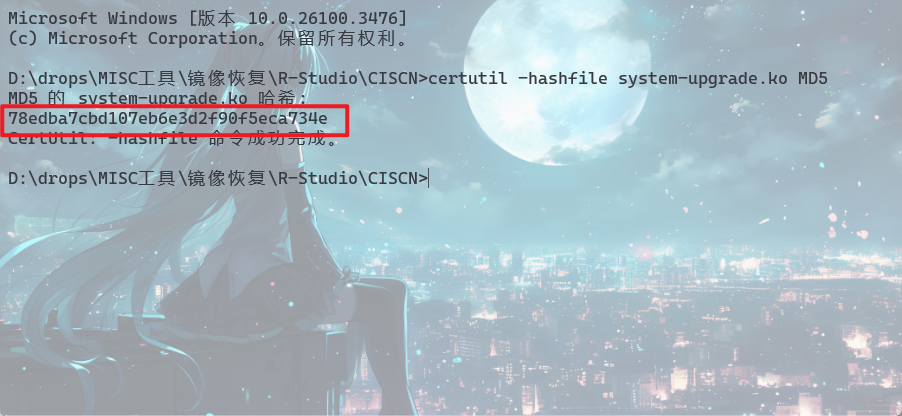 Microsoft Windows [版本 10.0.26100.3476]
(c) Microsoft Corporation。保留所有权利。
D:\drops\MISC工具\镜像恢复\R-Studio\CISCN>certutil -hashfile system-upgrade.ko MD5
MD5 的 system-upgrade.ko 哈希:
78edba7cbd107eb6e3d2f90f5eca734e
CertUtil: -hashfile 命令成功完成。
D:\drops\MISC工具\镜像恢复\R-Studio\CISCN>